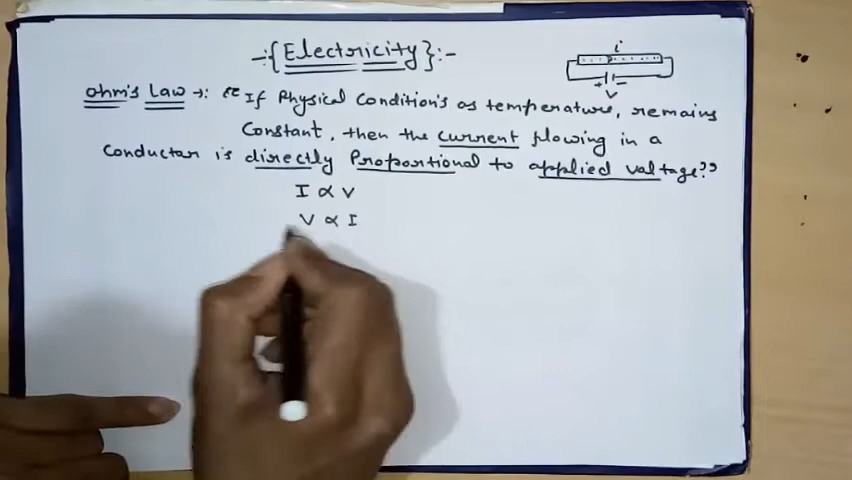 -:{Electricity}:-
i
+ -
V
ohm's Law →: "If Physical Condition's as temperature, remains
Constant, then the current flowing in a
Conductor is directly Proportional to applied valtage??
I ∝ V
V ∝ I